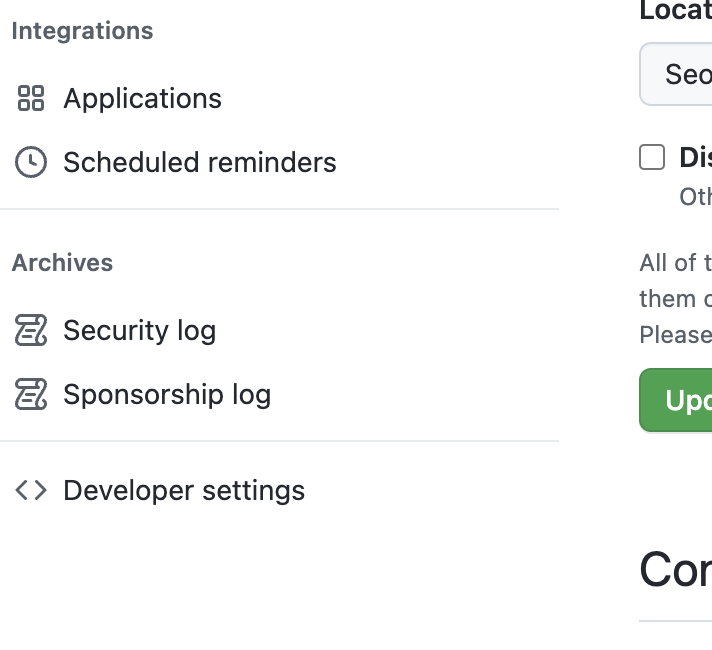 Integrations
Applications
Scheduled reminders
Archives
Security log
Sponsorship log
Developer settings
Locat
Seo
Dis
Oth
All of t
them o
Please
Upd
Con